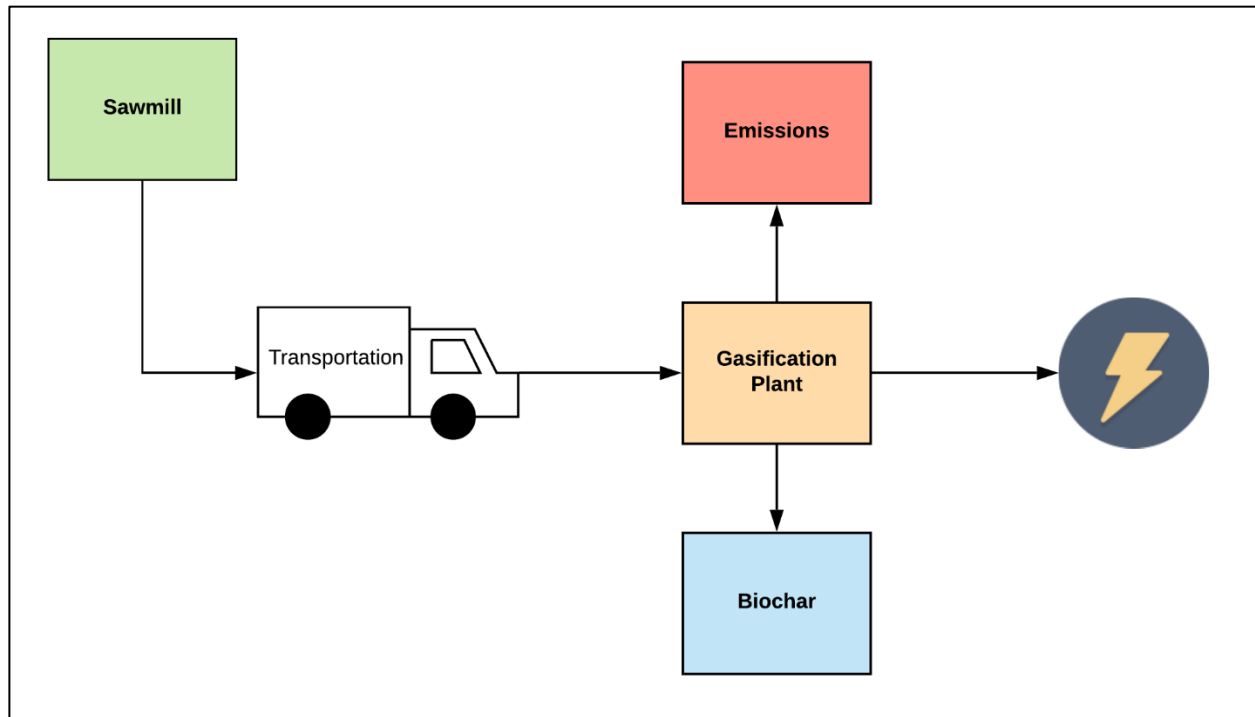 Sawmill
Emissions
Transportation
Gasification
Plant
Biochar